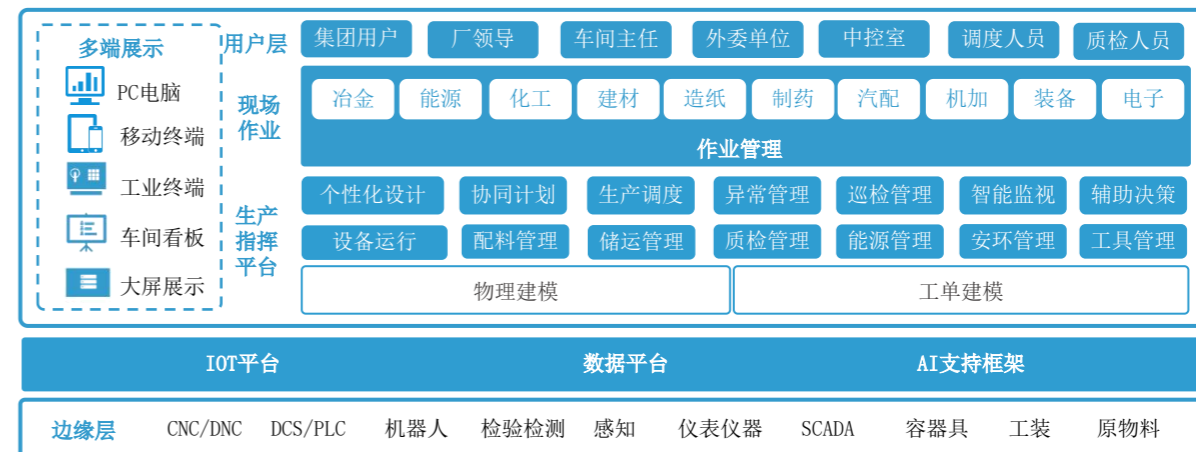 多端展示
PC电脑
移动终端
工业终端
车间看板
大屏展示
用户层
集团用户 厂领导 车间主任 外委单位 中控室 调度人员 质检人员
现场
作业
冶金 能源 化工 建材 造纸 制药 汽配 机加 装备 电子
作业管理
生产
指挥
平台
个性化设计 协同计划 生产调度 异常管理 巡检管理 智能监视 辅助决策
设备运行 配料管理 储运管理 质检管理 能源管理 安环管理 工具管理
物理建模 工单建模
IOT平台 数据平台 AI支持框架
边缘层 CNC/DNC DCS/PLC 机器人 检验检测 感知 仪表仪器 SCADA 容器具 工装 原物料